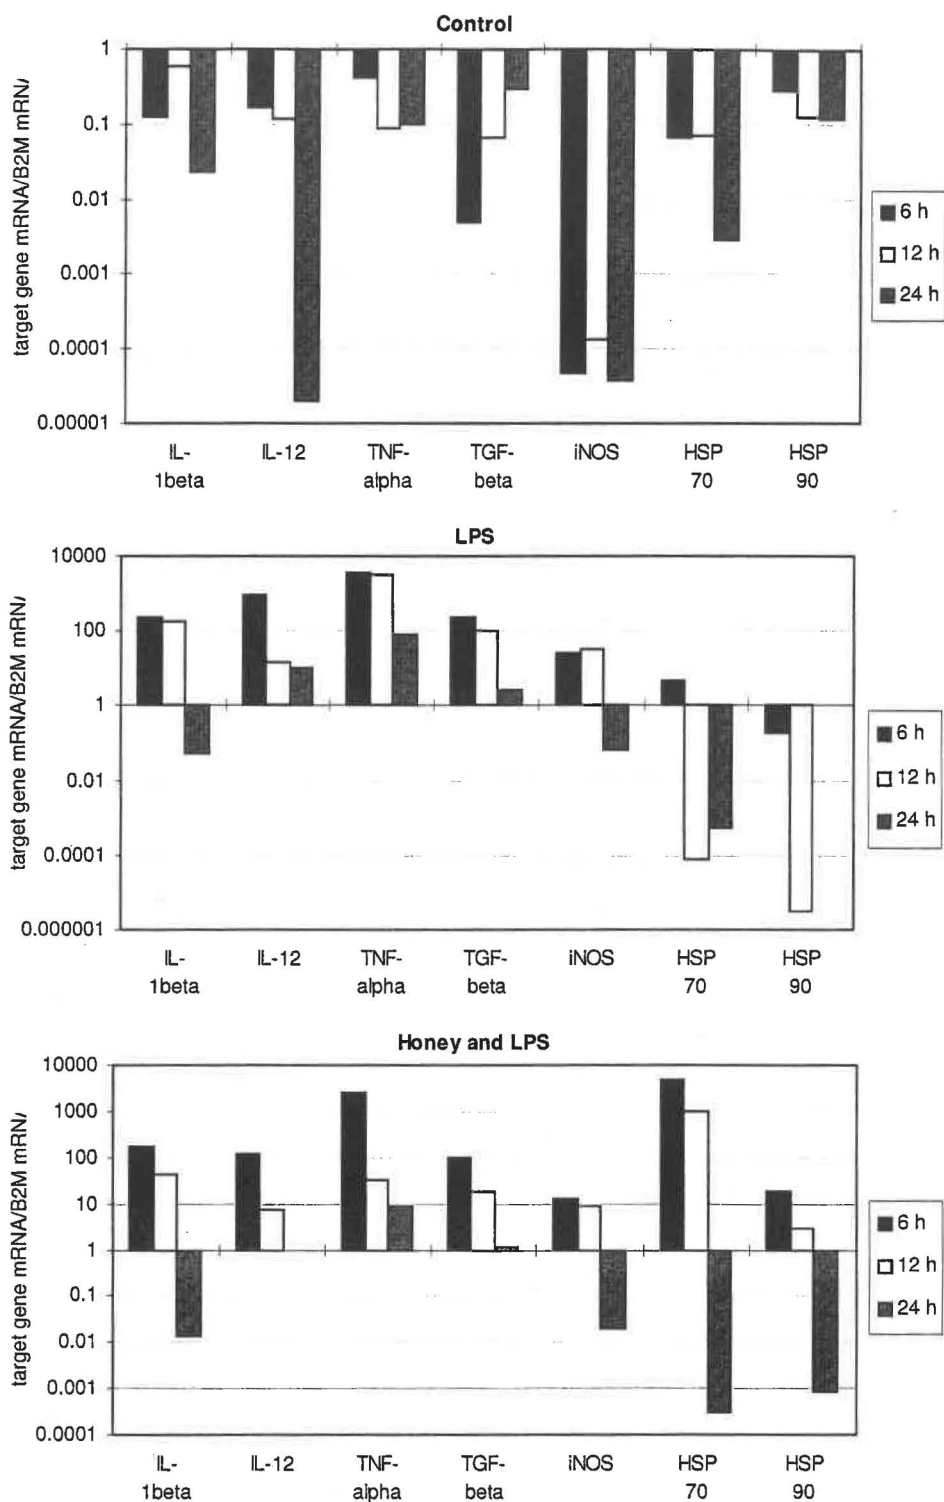 Control
target gene mRNA/B2M mRN
1
0.1
0.01
0.001
0.0001
0.00001
IL-
1beta
IL-12
TNF-
alpha
TGF-
beta
iNOS
HSP
70
HSP
90
6 h
12 h
24 h
LPS
target gene mRNA/B2M mRN
10000
100
1
0.01
0.0001
0.000001
IL-
1beta
IL-12
TNF-
alpha
TGF-
beta
iNOS
HSP
70
HSP
90
6 h
12 h
24 h
Honey and LPS
target gene mRNA/B2M mRN
10000
1000
100
10
1
0.1
0.01
0.001
0.0001
IL-
1beta
IL-12
TNF-
alpha
TGF-
beta
iNOS
HSP
70
HSP
90
6 h
12 h
24 h